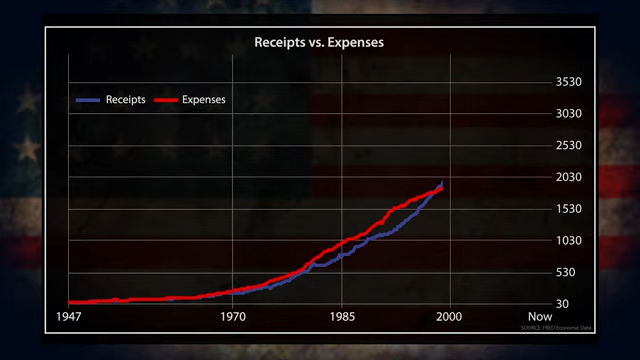 Receipts vs. Expenses
Receipts Expenses
3530
3030
2530
2030
1530
1030
530
30
1947 1970 1985 2000 Now
SOURCE: FRED Economic Data